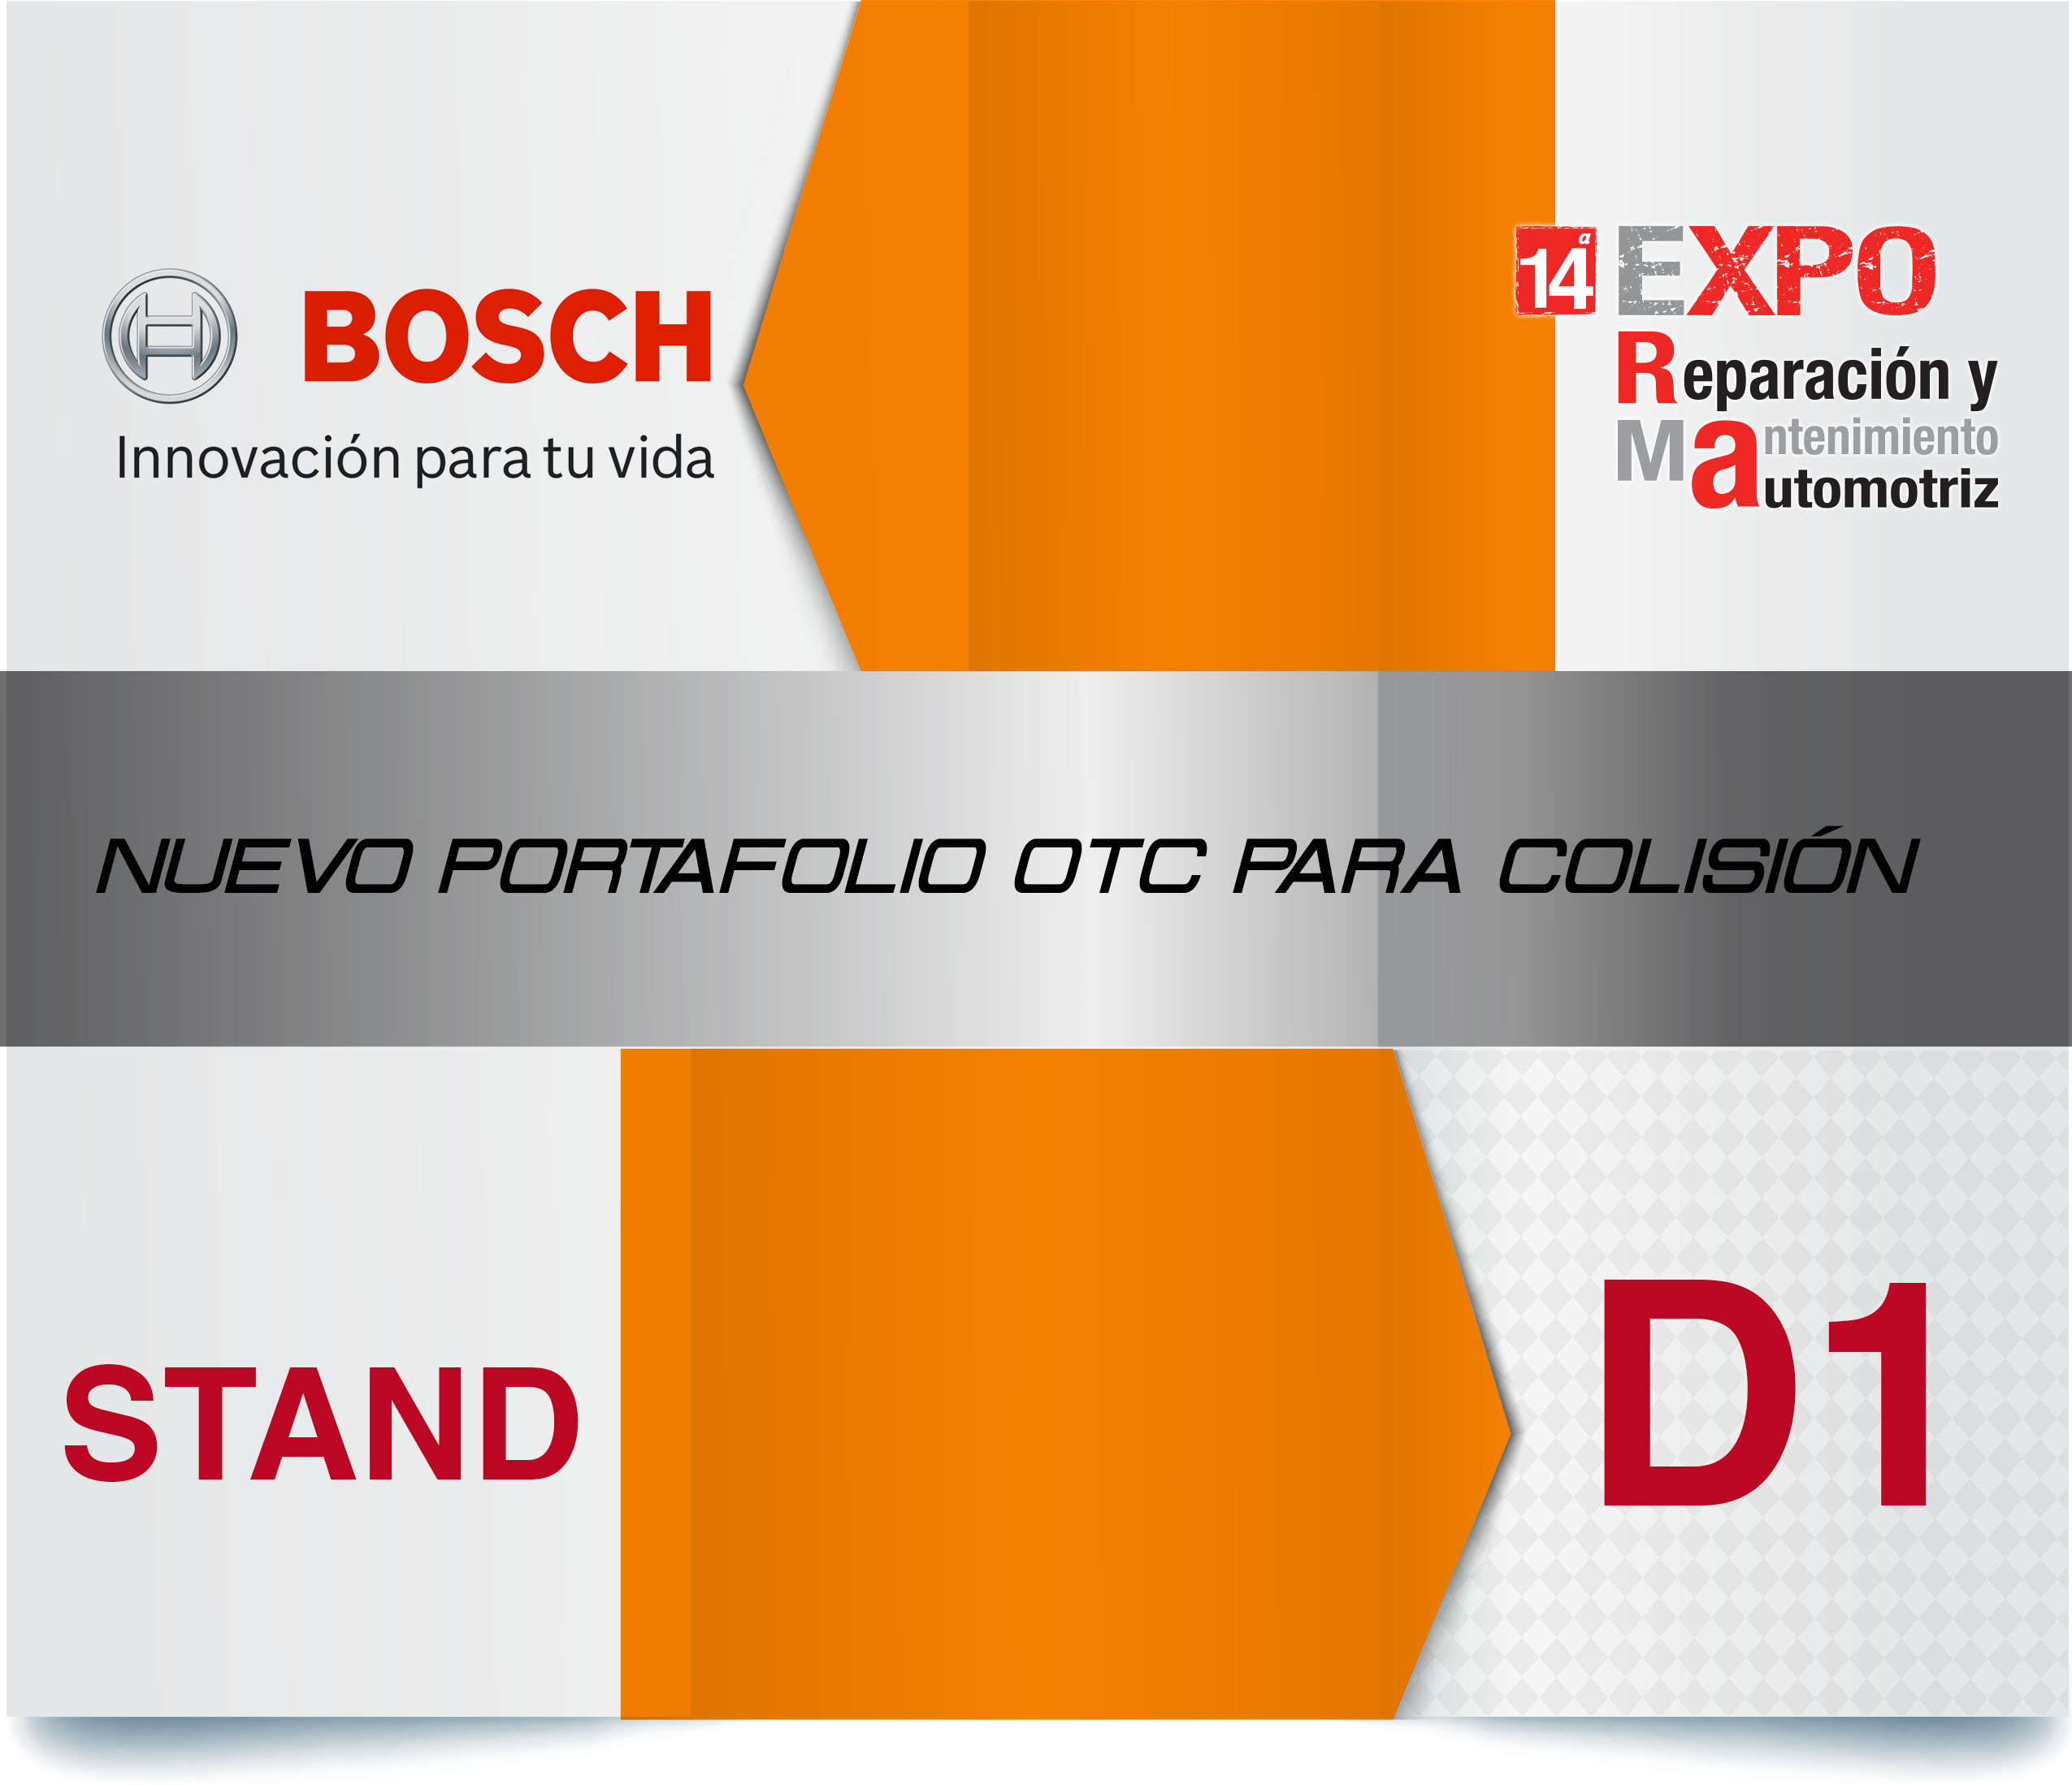 BOSCH
Innovación para tu vida
14ª EXPO
Reparación y
Mantenimiento
automotriz
NUEVO PORTAFOLIO OTC PARA COLISIÓN
STAND
D1